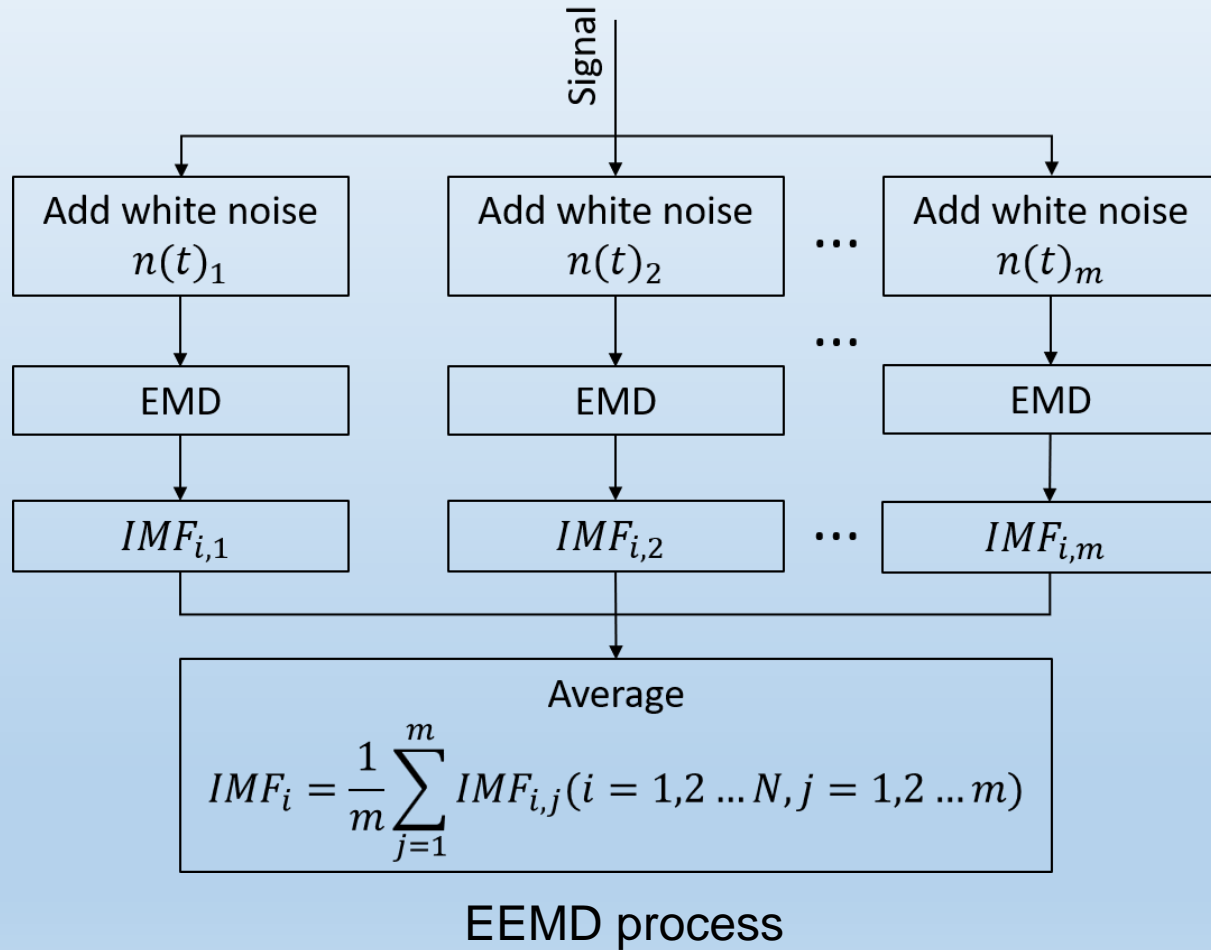 Signal
Add white noise
n(t)₁
Add white noise
n(t)₂
...
Add white noise
n(t)ₘ
...
EMD
EMD
EMD
IMFᵢ,₁
IMFᵢ,₂
...
IMFᵢ,ₘ
Average
IMFᵢ = 1/m ∑_{j=1}^{m} IMFᵢ,ⱼ(i = 1,2 … N, j = 1,2 … m)
EEMD process